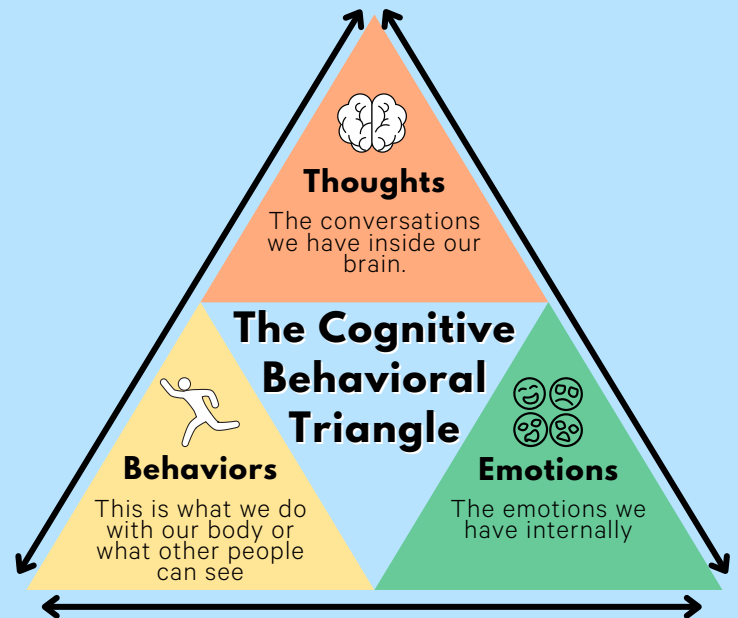 Thoughts
The conversations
we have inside our
brain.
The Cognitive
Behavioral
Triangle
Behaviors
This is what we do
with our body or
what other people
can see
Emotions
The emotions we
have internally